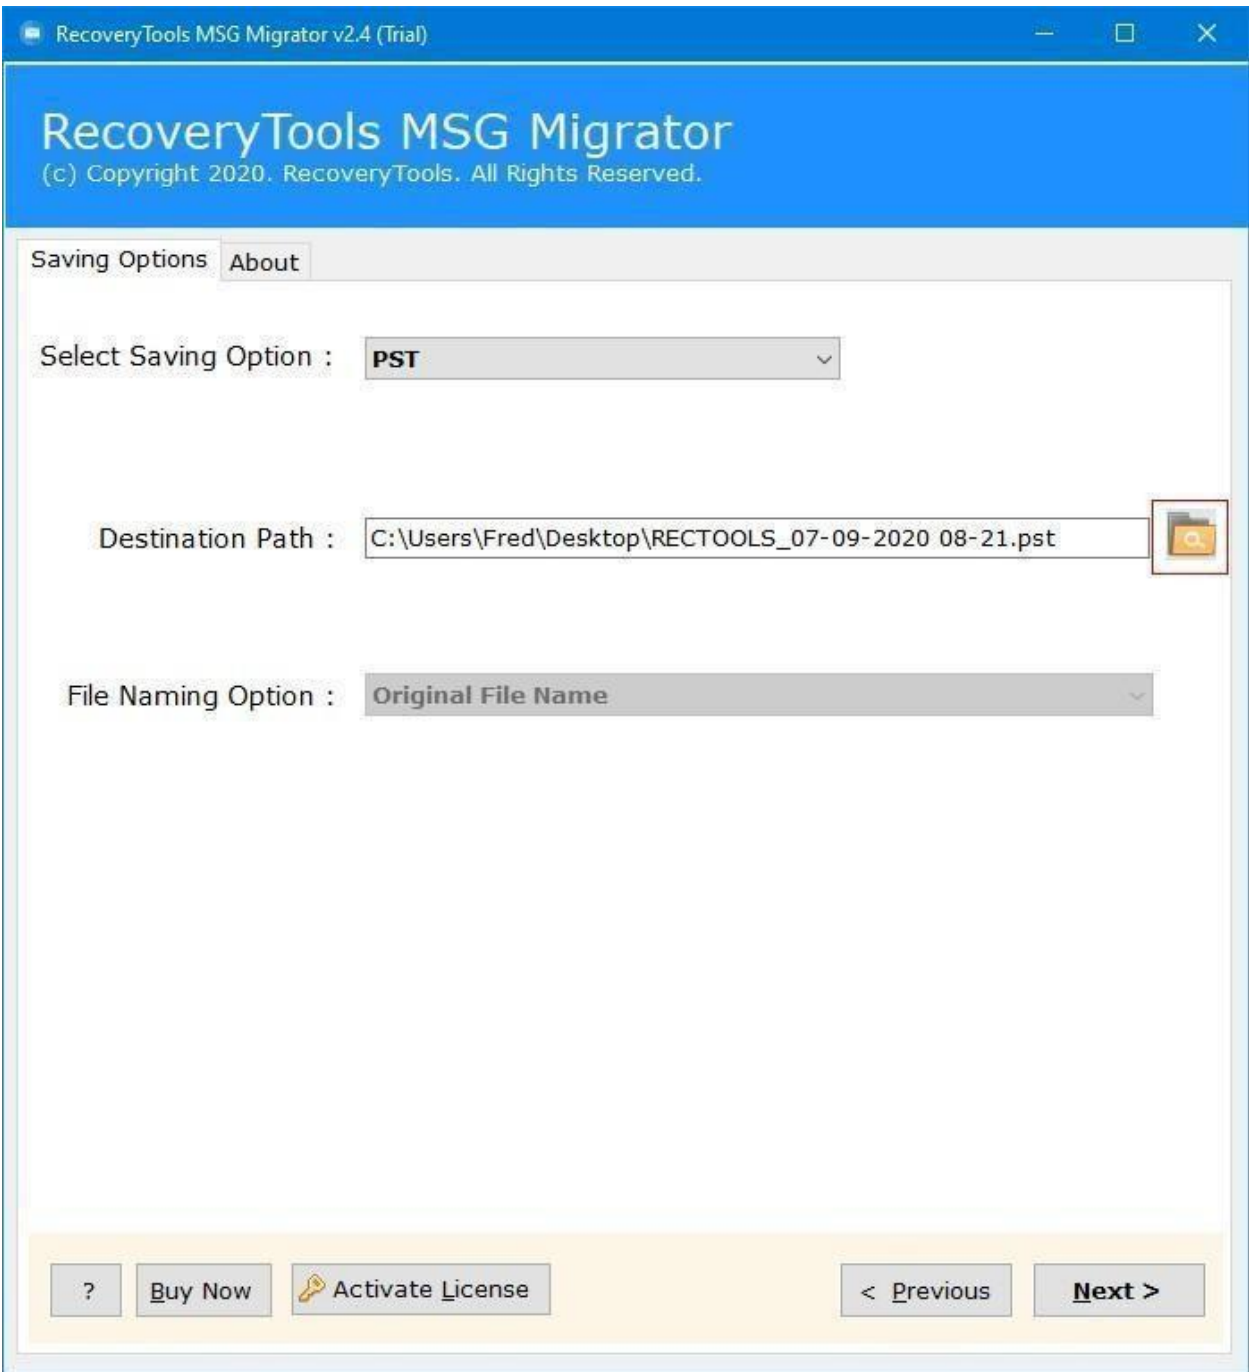 RecoveryTools MSG Migrator v2.4 (Trial)
RecoveryTools MSG Migrator
(c) Copyright 2020. RecoveryTools. All Rights Reserved.
Saving Options About
Select Saving Option : PST
Destination Path : C:\Users\Fred\Desktop\RECTOOLS_07-09-2020 08-21.pst
File Naming Option : Original File Name
? Buy Now Activate License < Previous Next >